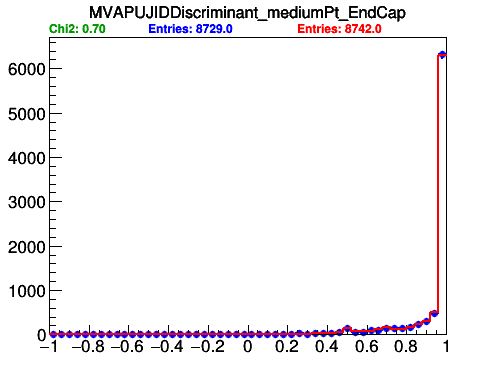 MVAPUJIDDiscriminant_mediumPt_EndCap
Chi2: 0.70 Entries: 8729.0 Entries: 8742.0
6000
5000
4000
3000
2000
1000
0
−1 −0.8 −0.6 −0.4 −0.2 0 0.2 0.4 0.6 0.8 1